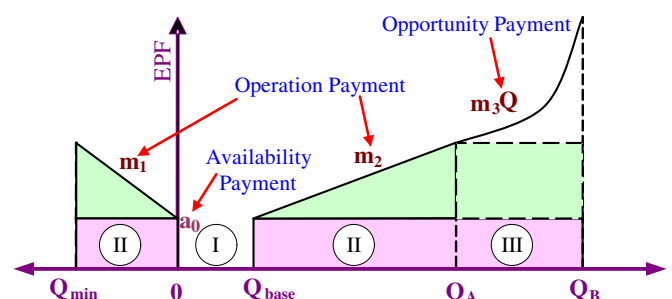 Opportunity Payment
EPF
m₃Q
Operation Payment
m₁
Availability
Payment
m₂
a₀
II
I
II
III
Qmin
0
Qbase
QA
QB